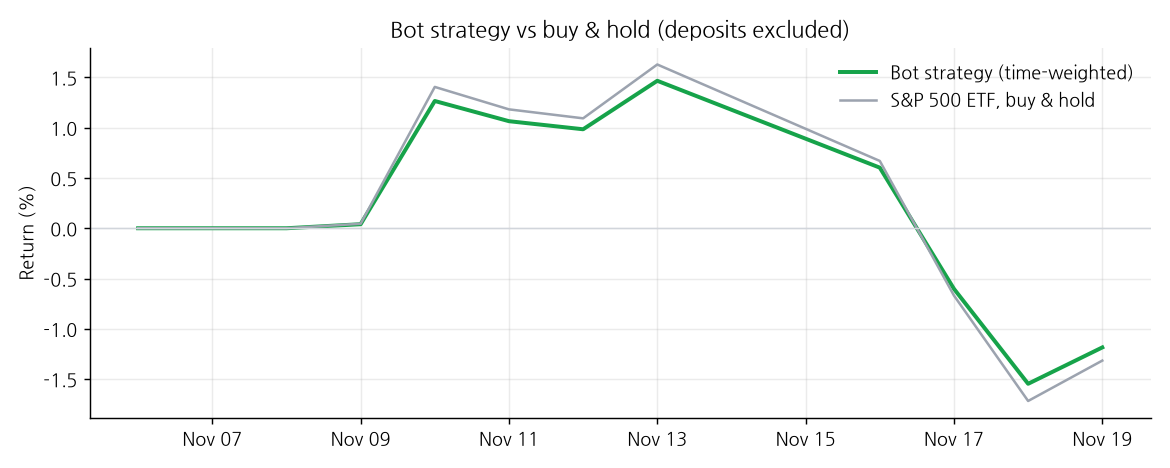 Bot strategy vs buy & hold (deposits excluded)
Bot strategy (time-weighted)
S&P 500 ETF, buy & hold
Return (%)
1.5
1.0
0.5
0.0
-0.5
-1.0
-1.5
Nov 07
Nov 09
Nov 11
Nov 13
Nov 15
Nov 17
Nov 19